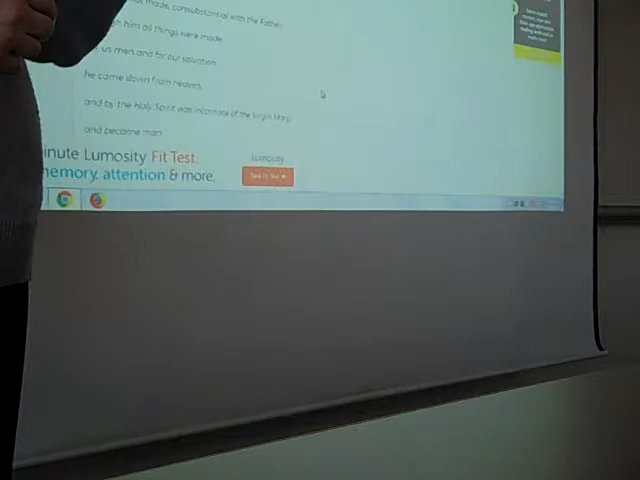 made, consubstantial with the Father;
him all things were made.
us men and for our salvation
he came down from heaven,
and by the Holy Spirit was incarnate of the Virgin Mary,
and became man.
inute Lumosity Fit Test.
memory, attention & more.
lumosity